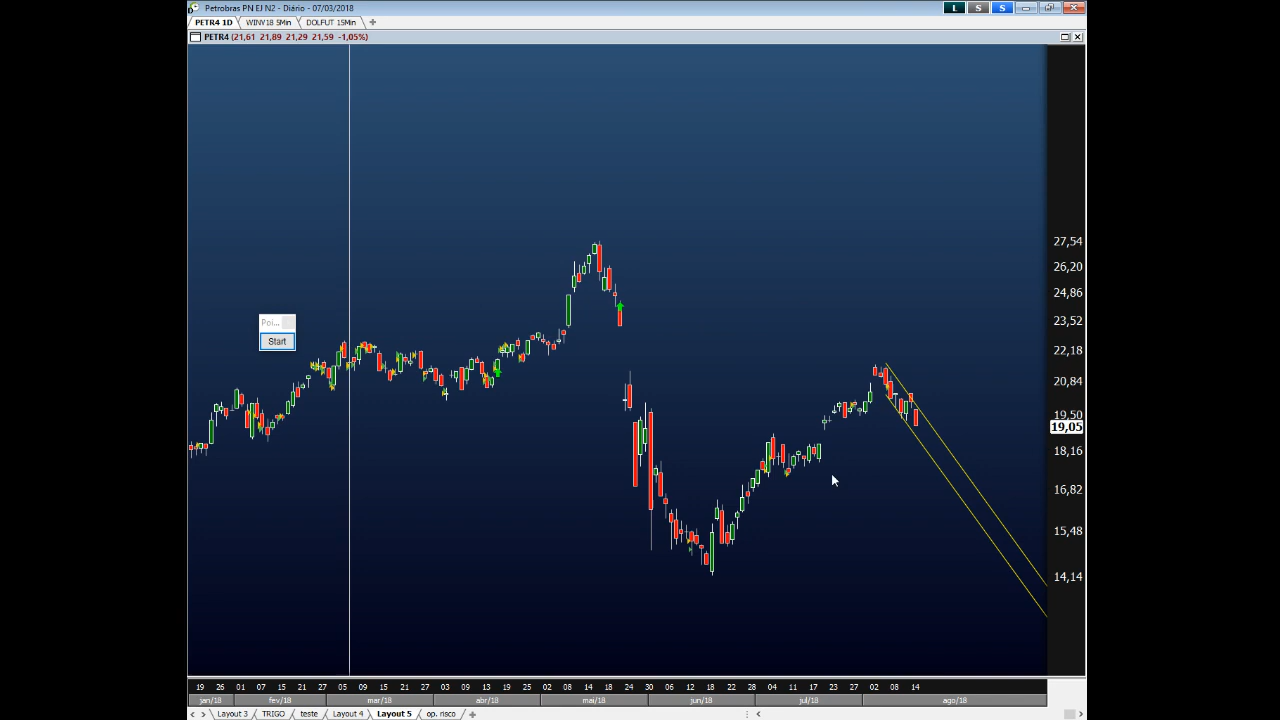 Petrobras PN EJ N2 - Diário - 07/03/2018
L S S
PETR4 1D WINV18 5Min DOLFUT 15Min
PETR4 (21,61 21,89 21,29 21,59 -1,05%)
27,54
26,20
24,86
23,52
Poi...
Start
22,18
20,84
19,50
19,05
18,16
16,82
15,48
14,14
19 26 01 07 15 21 27 05 09 15 21 27 03 09 13 19 25 02 08 14 18 24 30 06 12 18 22 28 04 11 17 23 27 02 08 14
jan/18 fev/18 mar/18 abr/18 mai/18 jun/18 jul/18 ago/18
Layout 3 TRIGO teste Layout 4 Layout 5 op. risco